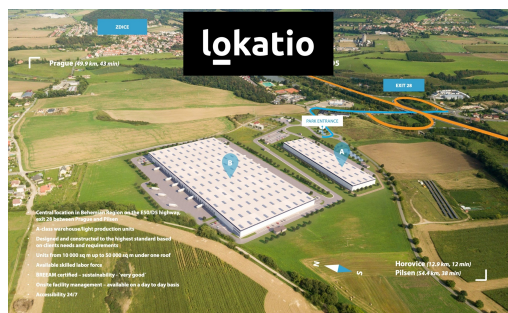 ZDICE
lokatio
Prague (49.9 km, 43 min)
EXIT 28
PARK ENTRANCE
A
B
Central location in Bohemian Region on the E50/D5 highway,
exit 28 between Prague and Pilsen
A-class warehouse/light production units
Designed and constructed to the highest standard based
on clients needs and requirements
Units from 10 000 sq m up to 50 000 sq m under one roof
Available skilled labor force
BREEAM certified – sustainability – very good
Onsite facility management – available on a day to day basis
Accessibility 24/7
N
S
Horovice (12.9 km, 12 min)
Pilsen (54.4 km, 38 min)